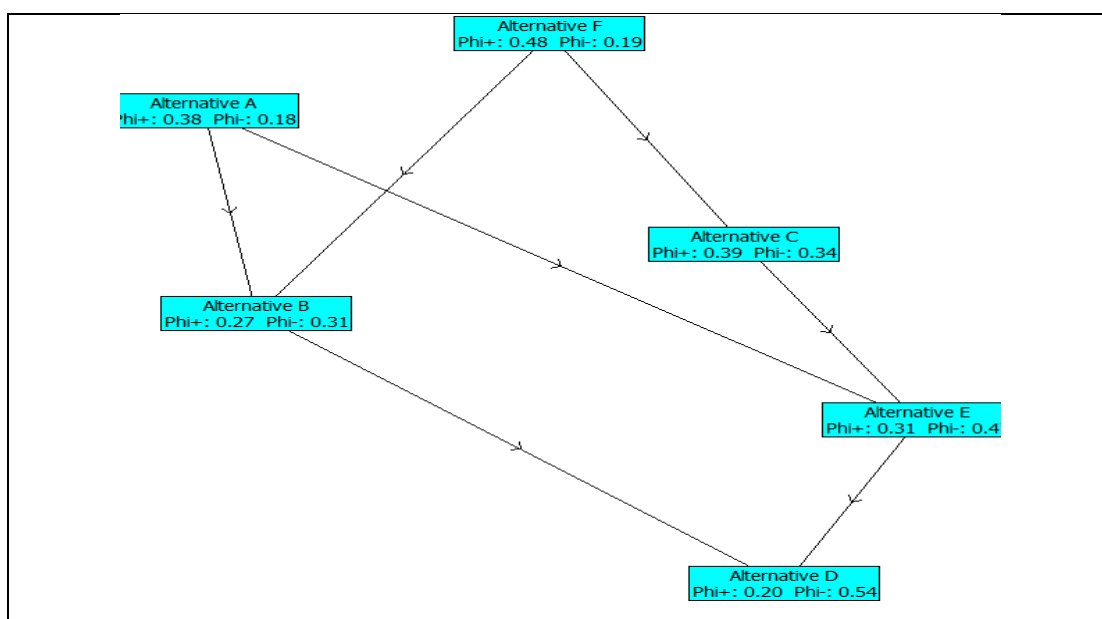 Alternative F
Phi+: 0.48 Phi-: 0.19
Alternative A
Phi+: 0.38 Phi-: 0.18
Alternative C
Phi+: 0.39 Phi-: 0.34
Alternative B
Phi+: 0.27 Phi-: 0.31
Alternative E
Phi+: 0.31 Phi-: 0.4
Alternative D
Phi+: 0.20 Phi-: 0.54